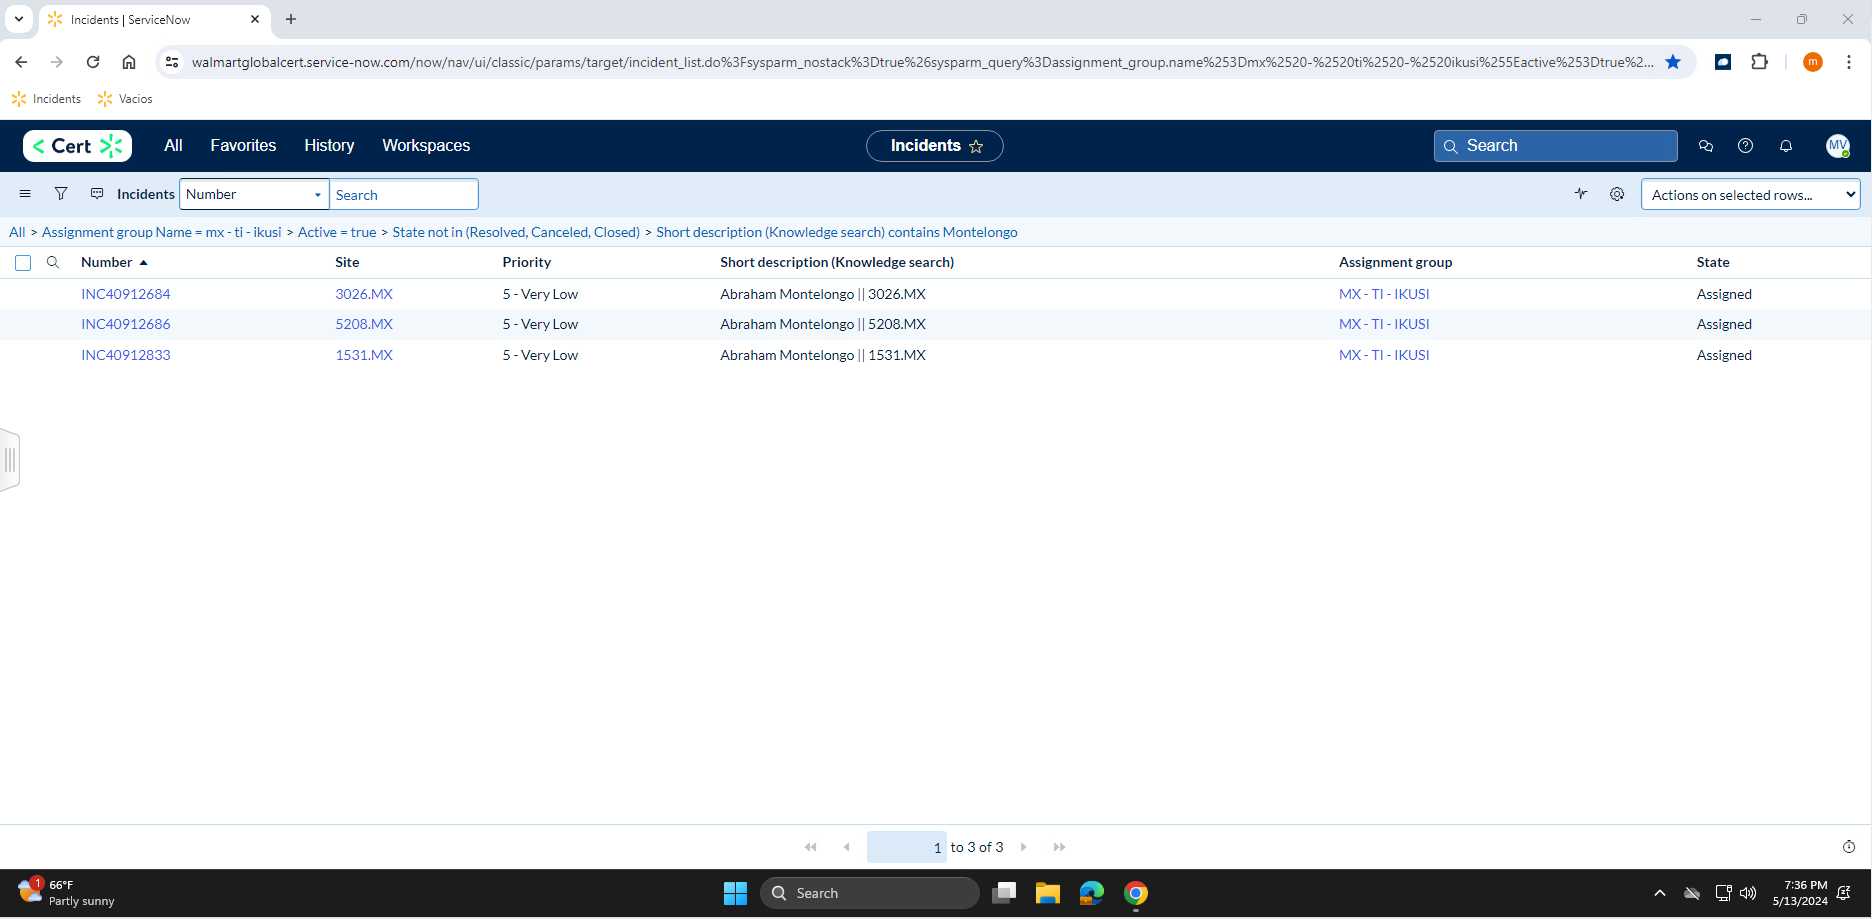 Incidents | ServiceNow
walmartglobalcert.service-now.com/now/nav/ui/classic/params/target/incident_list.do%3Fsysparm_nostack%3Dtrue%26sysparm_query%3Dassignment_group.name%253Dmx%2520-%2520ti%2520-%2520ikusi%255Eactive%253Dtrue%2...
m
Incidents Vacios
Cert All Favorites History Workspaces Incidents Search MV
Incidents Number Search Actions on selected rows...
All > Assignment group Name = mx - ti - ikusi > Active = true > State not in (Resolved, Canceled, Closed) > Short description (Knowledge search) contains Montelongo
Number Site Priority Short description (Knowledge search) Assignment group State
INC40912684 3026.MX 5 - Very Low Abraham Montelongo || 3026.MX MX - TI - IKUSI Assigned
INC40912686 5208.MX 5 - Very Low Abraham Montelongo || 5208.MX MX - TI - IKUSI Assigned
INC40912833 1531.MX 5 - Very Low Abraham Montelongo || 1531.MX MX - TI - IKUSI Assigned
1 to 3 of 3
1 66°F
Partly sunny
Search
7:36 PM
5/13/2024